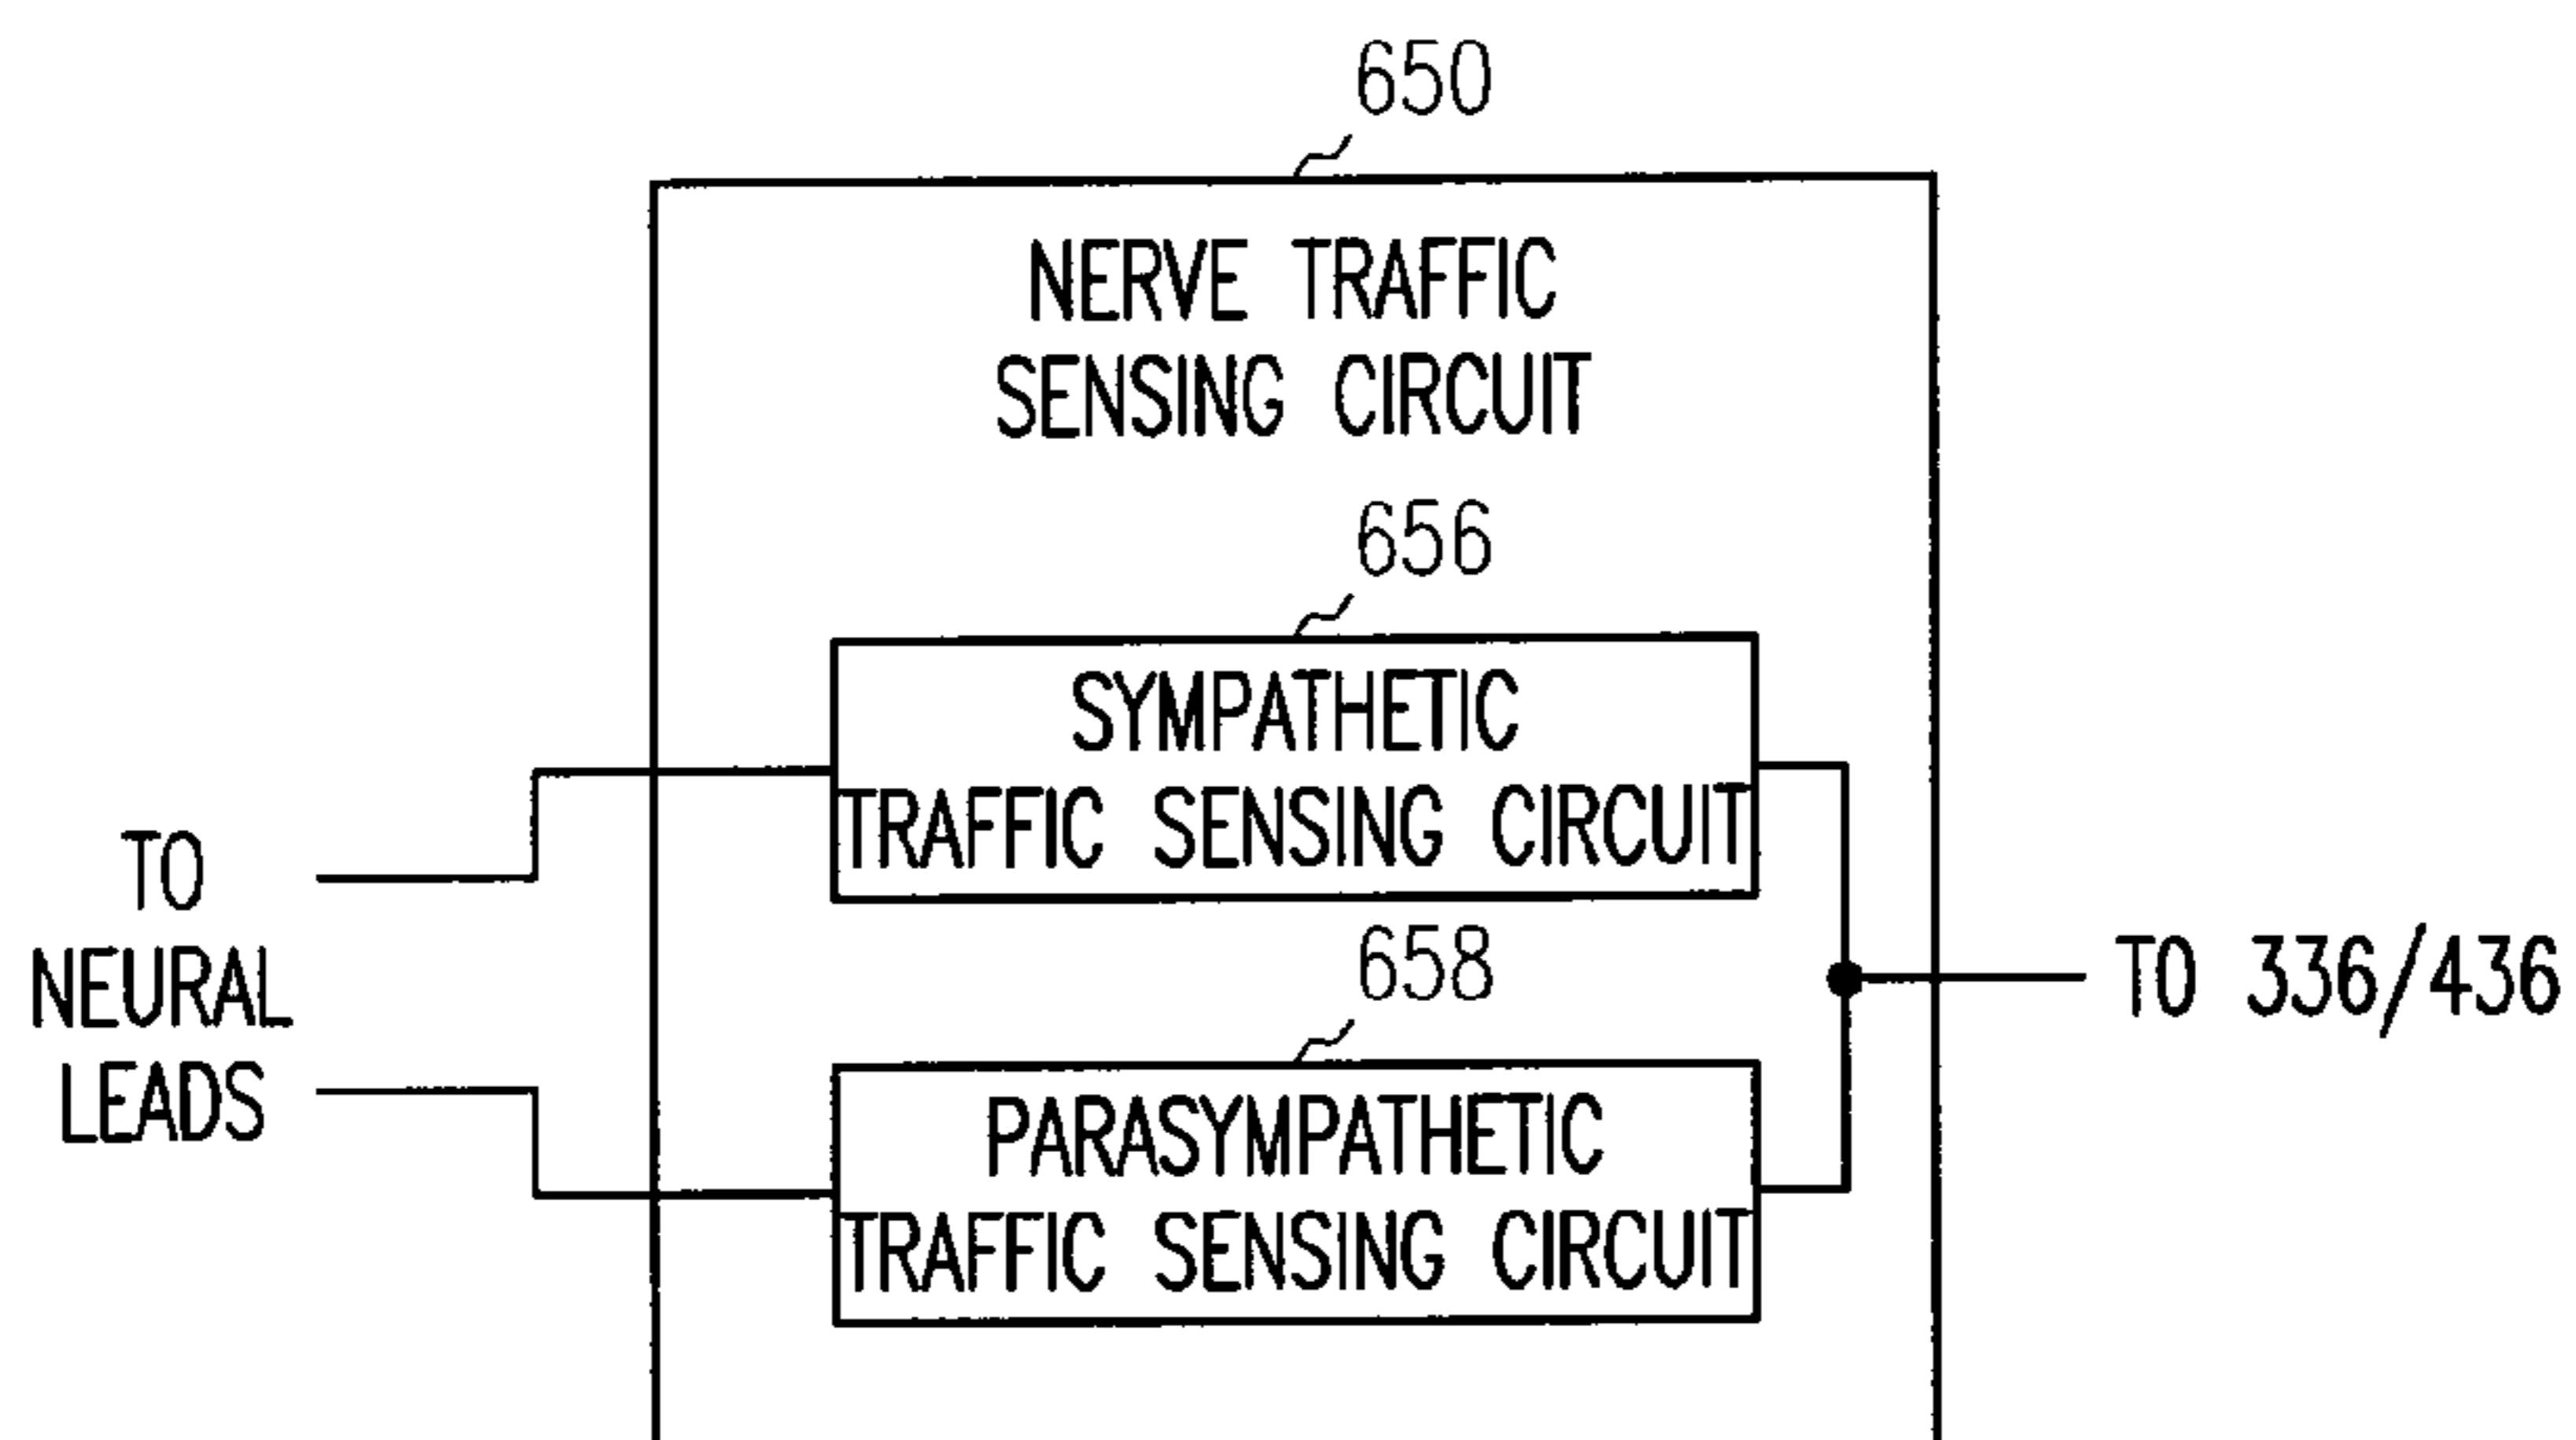 650
NERVE TRAFFIC
SENSING CIRCUIT
656
SYMPATHETIC
TRAFFIC SENSING CIRCUIT
TO
NEURAL
LEADS
658
PARASYMPATHETIC
TRAFFIC SENSING CIRCUIT
TO 336/436